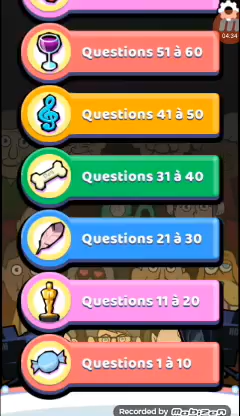 04:34
Questions 51 à 60
Questions 41 à 50
Questions 31 à 40
Questions 21 à 30
Questions 11 à 20
Questions 1 à 10
Recorded by Mobizen